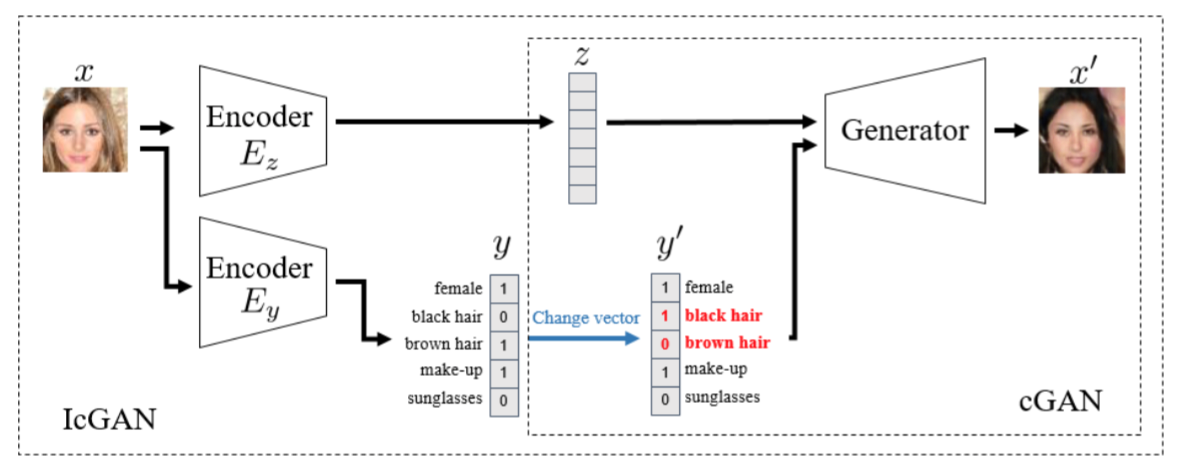 x
Encoder
E_z
z
Generator
x′
Encoder
E_y
y
female 1
black hair 0
brown hair 1
make-up 1
sunglasses 0
Change vector
y′
1 female
1 black hair
0 brown hair
1 make-up
0 sunglasses
IcGAN
cGAN